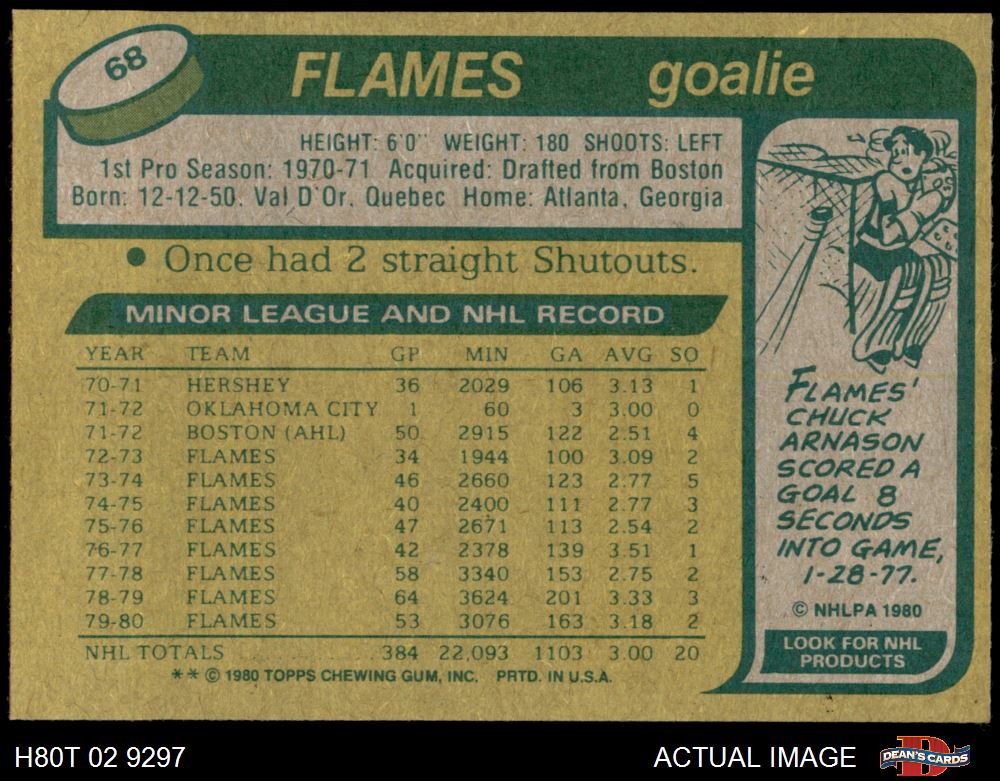 68
FLAMES goalie
HEIGHT: 6'0" WEIGHT: 180 SHOOTS: LEFT
1st Pro Season: 1970-71 Acquired: Drafted from Boston
Born: 12-12-50, Val D'Or, Quebec Home: Atlanta, Georgia
• Once had 2 straight Shutouts.
MINOR LEAGUE AND NHL RECORD
YEAR TEAM GP MIN GA AVG SO
70-71 HERSHEY 36 2029 106 3.13 1
71-72 OKLAHOMA CITY 1 60 3 3.00 0
71-72 BOSTON (AHL) 50 2915 122 2.51 4
72-73 FLAMES 34 1944 100 3.09 2
73-74 FLAMES 46 2660 123 2.77 5
74-75 FLAMES 40 2400 111 2.77 3
75-76 FLAMES 47 2671 113 2.54 2
76-77 FLAMES 42 2378 139 3.51 1
77-78 FLAMES 58 3340 153 2.75 2
78-79 FLAMES 64 3624 201 3.33 3
79-80 FLAMES 53 3076 163 3.18 2
NHL TOTALS 384 22,093 1103 3.00 20
** © 1980 TOPPS CHEWING GUM, INC. PRTD. IN U.S.A.
FLAMES'
CHUCK
ARNASON
SCORED A
GOAL 8
SECONDS
INTO GAME,
1-28-77.
© NHLPA 1980
LOOK FOR NHL
PRODUCTS
H80T 02 9297 ACTUAL IMAGE DEAN'S CARDS